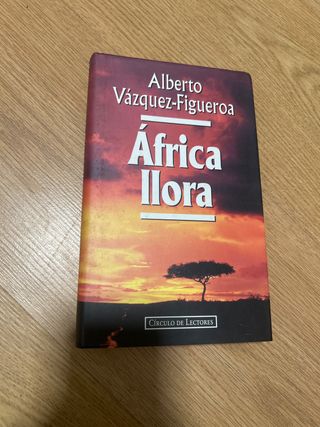 Alberto
Vázquez-Figueroa
África
llora
CÍRCULO DE LECTORES